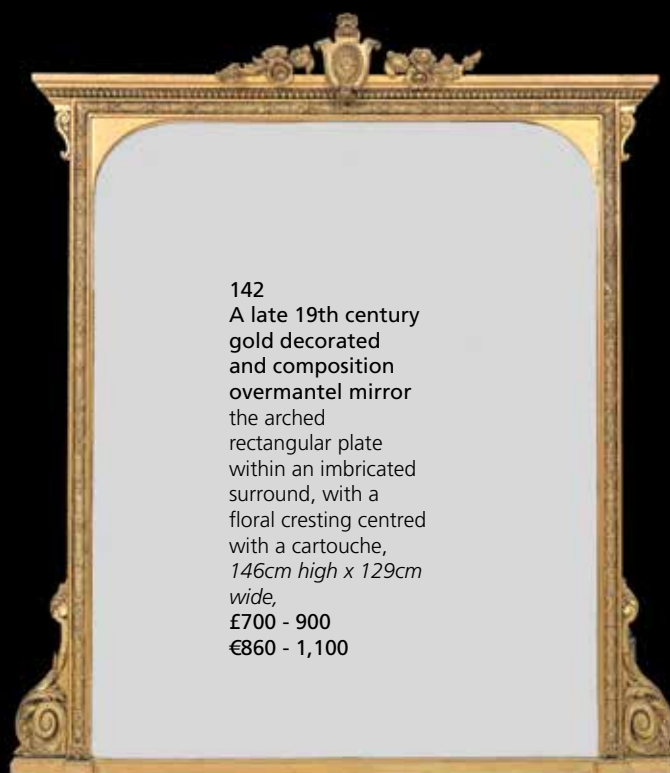 142
A late 19th century
gold decorated
and composition
overmantel mirror
the arched
rectangular plate
within an imbricated
surround, with a
floral cresting centred
with a cartouche,
146cm high x 129cm
wide,
£700 - 900
€860 - 1,100